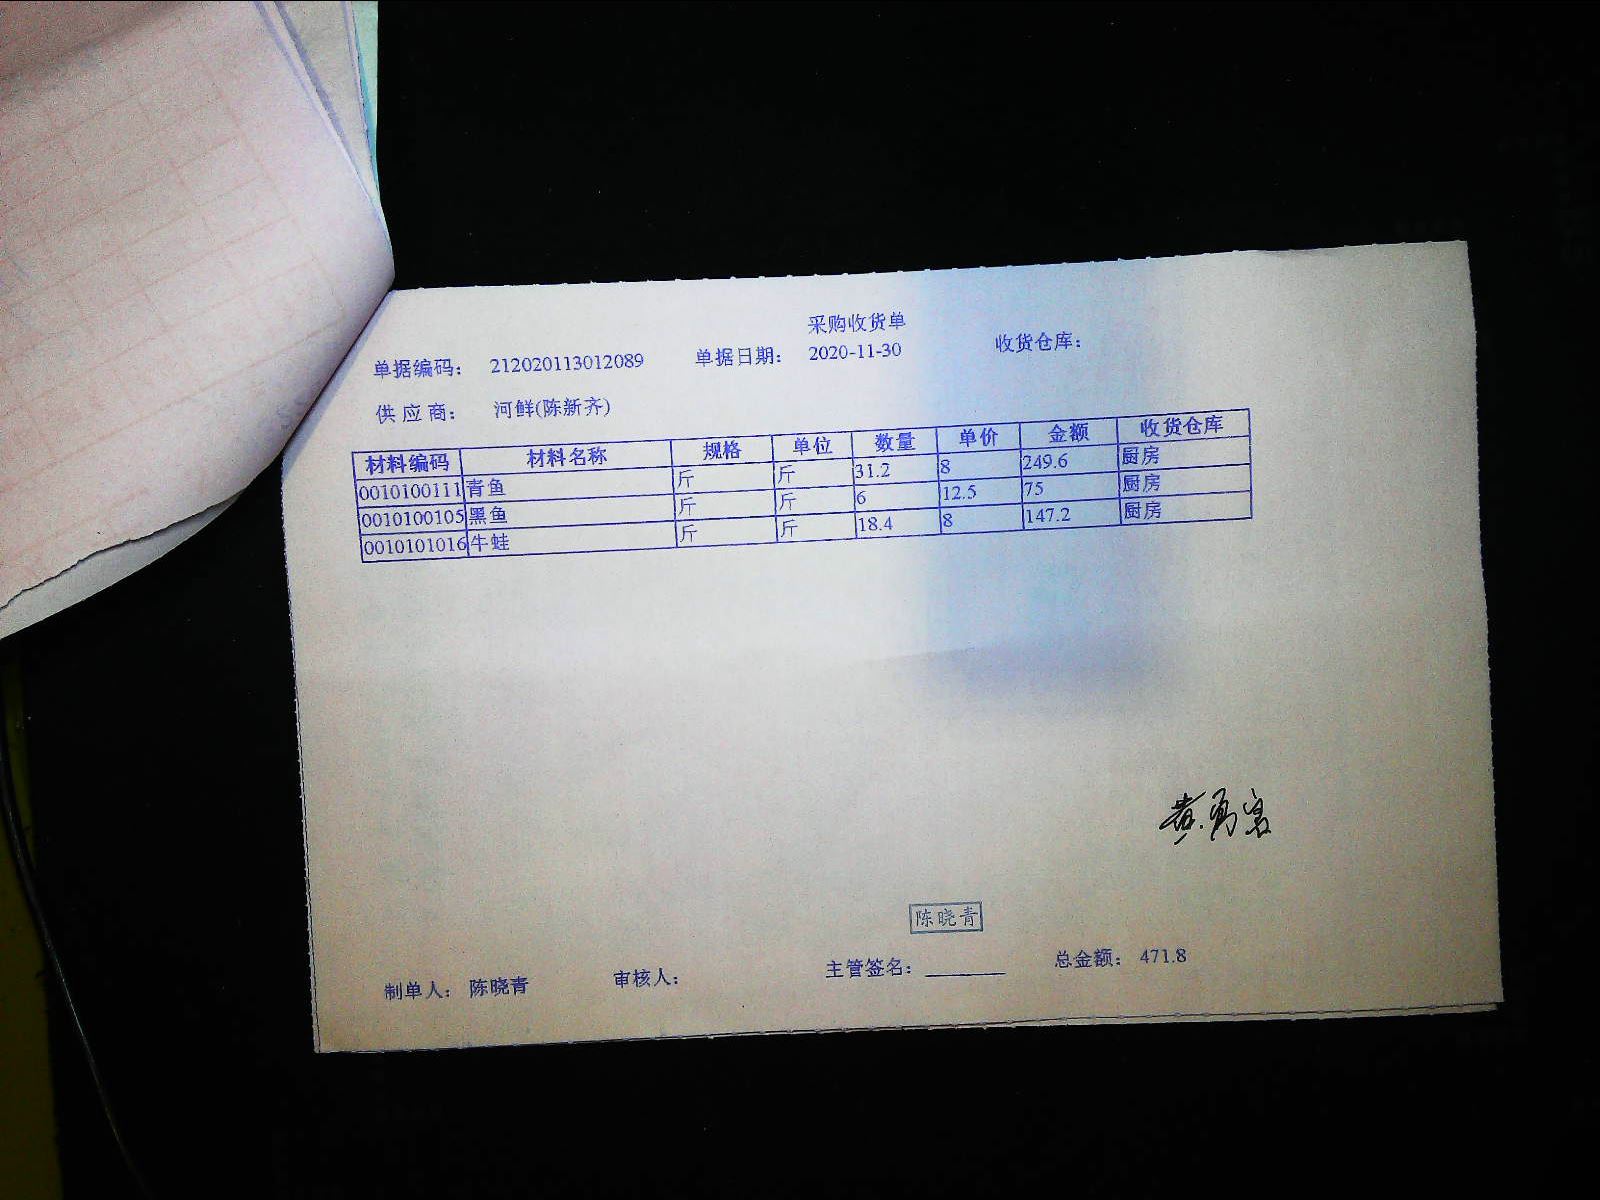 采购收货单
单据编码： 212020113012089 单据日期： 2020-11-30 收货仓库：
供 应 商： 河鲜(陈新齐)
材料编码 材料名称 规格 单位 数量 单价 金额 收货仓库
0010100111 青鱼 斤 斤 31.2 8 249.6 厨房
0010100105 黑鱼 斤 斤 6 12.5 75 厨房
0010101016 牛蛙 斤 斤 18.4 8 147.2 厨房
陈晓青
制单人： 陈晓青 审核人： 主管签名： 总金额： 471.8